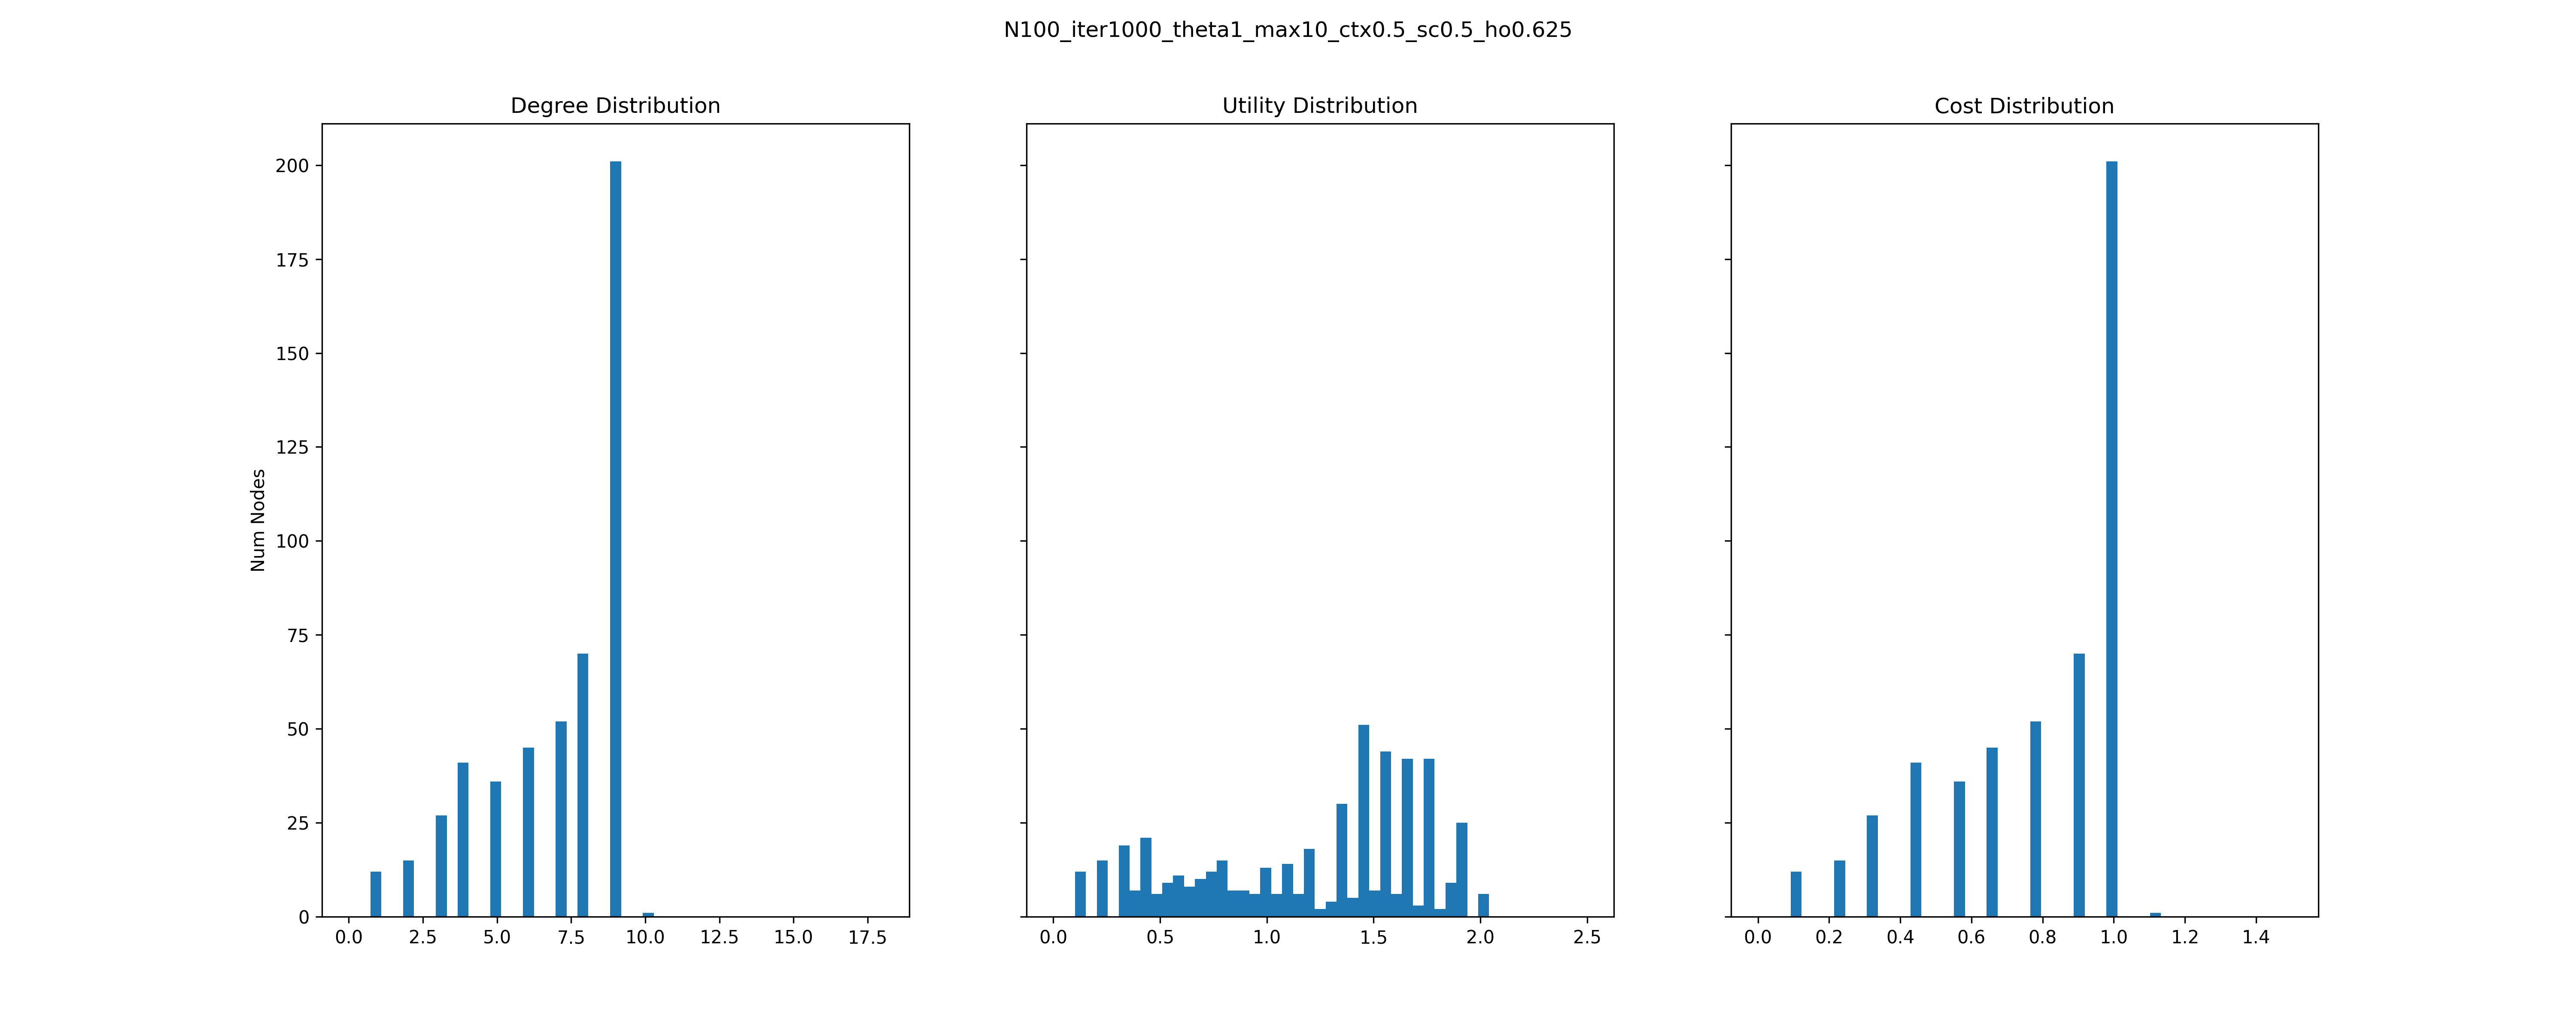 N100_iter1000_theta1_max10_ctx0.5_sc0.5_ho0.625
Degree Distribution
Num Nodes
200
175
150
125
100
75
50
25
0
0.0 2.5 5.0 7.5 10.0 12.5 15.0 17.5
Utility Distribution
0.0 0.5 1.0 1.5 2.0 2.5
Cost Distribution
0.0 0.2 0.4 0.6 0.8 1.0 1.2 1.4